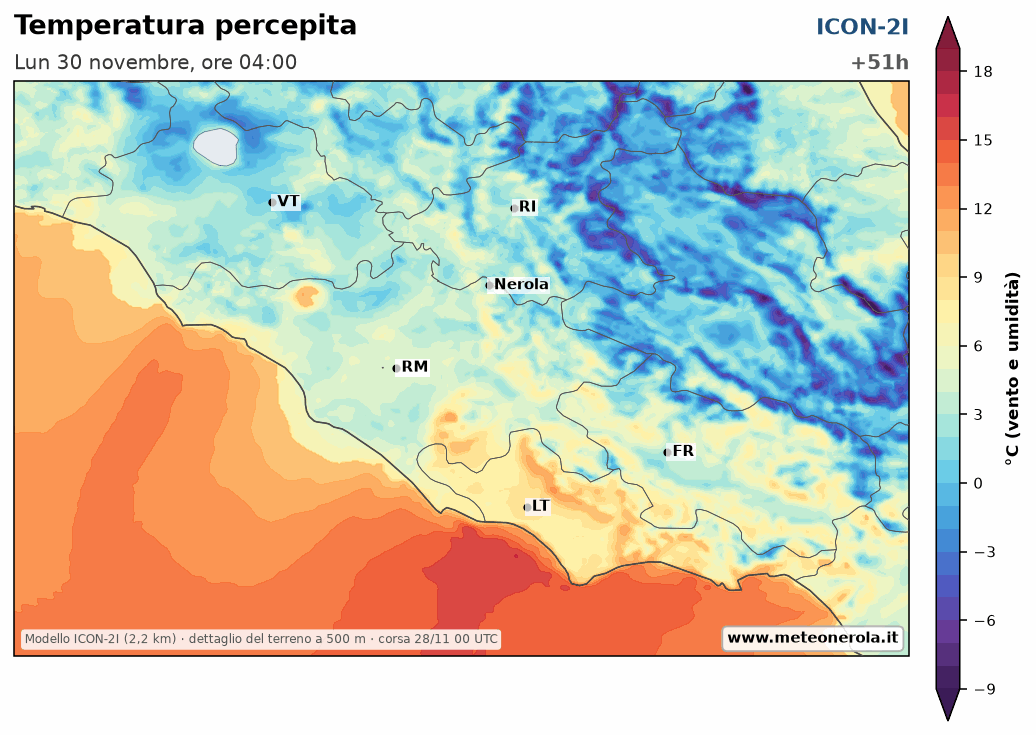 Temperatura percepita
ICON-2I
Lun 30 novembre, ore 04:00
+51h
VT
RI
Nerola
RM
FR
LT
Modello ICON-2I (2,2 km) · dettaglio del terreno a 500 m · corsa 28/11 00 UTC
www.meteonerola.it
18
15
12
9
6
3
0
−3
−6
−9
°C (vento e umidità)